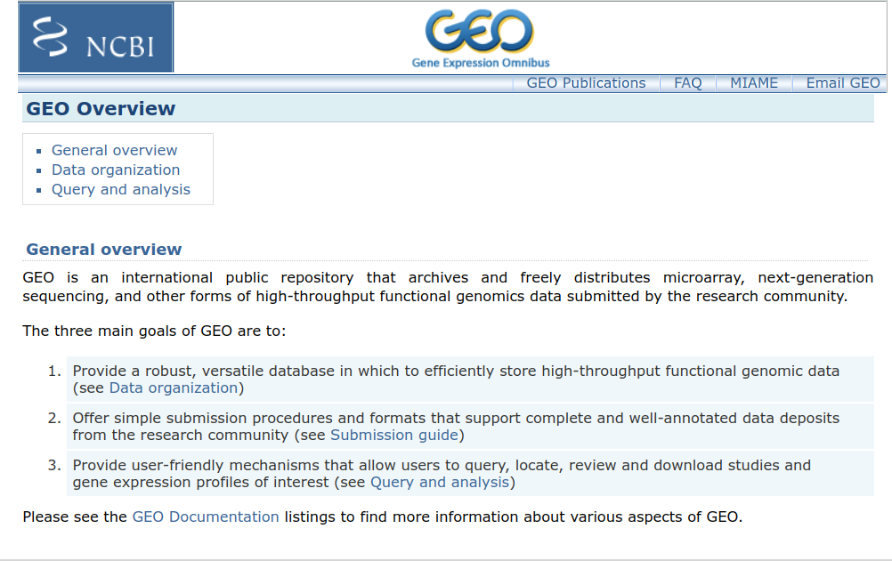 NCBI
GEO
Gene Expression Omnibus
GEO Publications FAQ MIAME Email GEO
GEO Overview
General overview
Data organization
Query and analysis
General overview
GEO is an international public repository that archives and freely distributes microarray, next-generation
sequencing, and other forms of high-throughput functional genomics data submitted by the research community.
The three main goals of GEO are to:
1. Provide a robust, versatile database in which to efficiently store high-throughput functional genomic data
(see Data organization)
2. Offer simple submission procedures and formats that support complete and well-annotated data deposits
from the research community (see Submission guide)
3. Provide user-friendly mechanisms that allow users to query, locate, review and download studies and
gene expression profiles of interest (see Query and analysis)
Please see the GEO Documentation listings to find more information about various aspects of GEO.